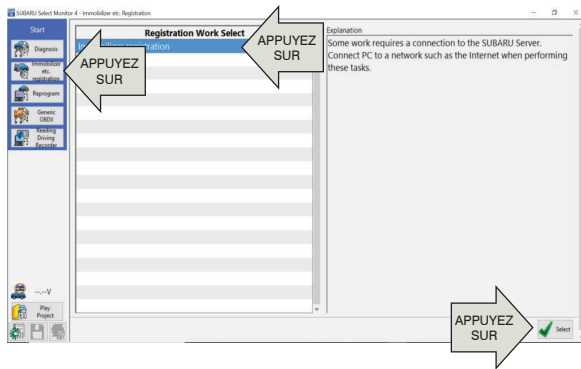 SUBARU Select Monitor 4 - Immobilizer etc. Registration
Start
Diagnosis
Immobilizer
etc.
registration
Reprogram
Generic
OBDII
Reading
Driving
Recorder
--.--V
Play
Project
Registration Work Select
registration
APPUYEZ
SUR
APPUYEZ
SUR
Explanation
Some work requires a connection to the SUBARU Server.
Connect PC to a network such as the Internet when performing
these tasks.
APPUYEZ
SUR
Select